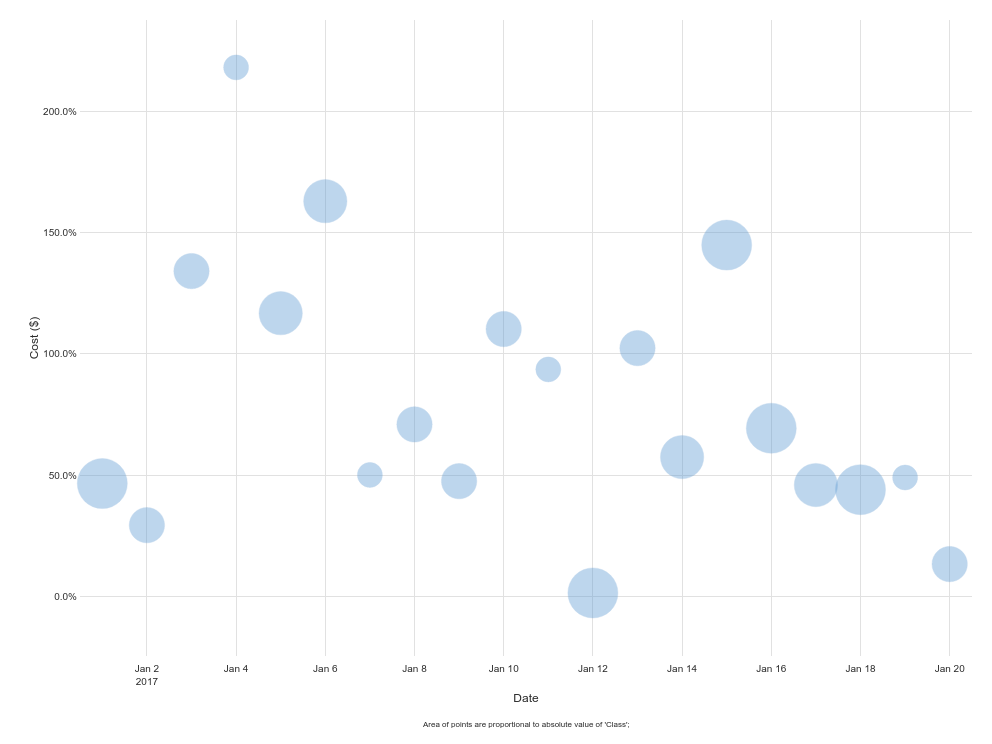 200.0%
150.0%
100.0%
50.0%
0.0%
Cost ($)
Jan 2 Jan 4 Jan 6 Jan 8 Jan 10 Jan 12 Jan 14 Jan 16 Jan 18 Jan 20
2017
Date
Area of points are proportional to absolute value of 'Class';